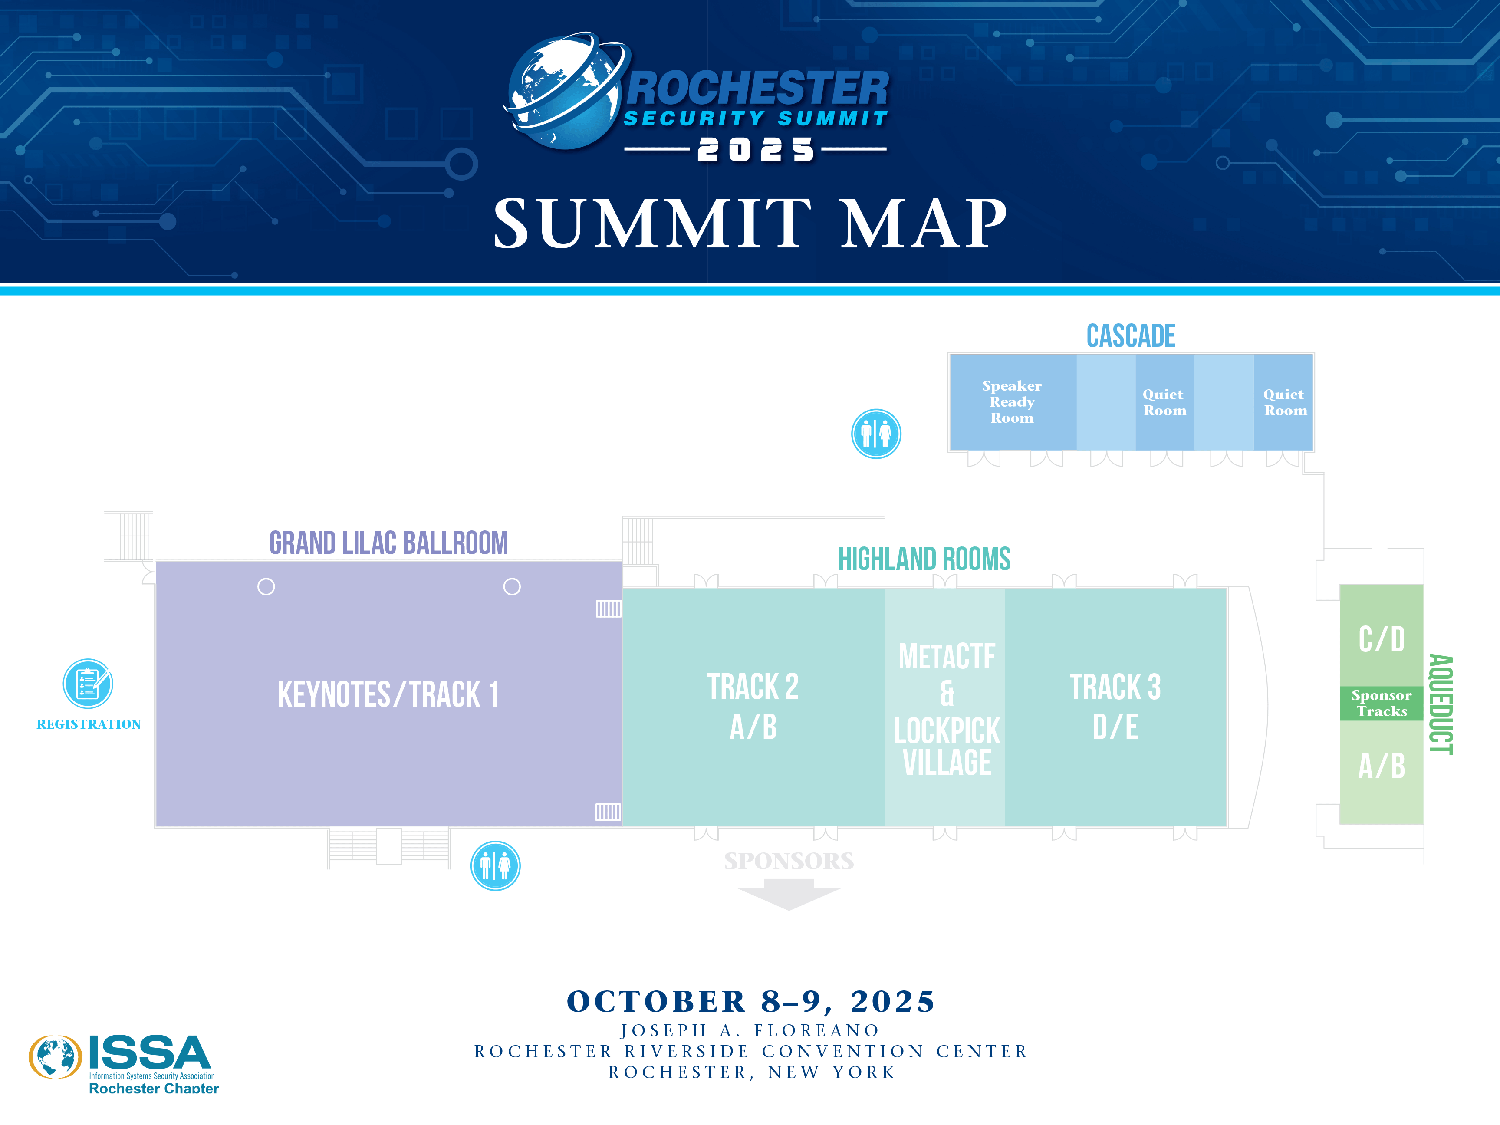 ROCHESTER
SECURITY SUMMIT
2025
SUMMIT MAP
CASCADE
Speaker
Ready
Room
Quiet
Room
Quiet
Room
GRAND LILAC BALLROOM
HIGHLAND ROOMS
KEYNOTES/TRACK 1
TRACK 2
A/B
METACTF
&
LOCKPICK
VILLAGE
TRACK 3
D/E
C/D
Sponsor
Tracks
A/B
AQUEDUCT
REGISTRATION
SPONSORS
OCTOBER 8–9, 2025
JOSEPH A. FLOREANO
ROCHESTER RIVERSIDE CONVENTION CENTER
ROCHESTER, NEW YORK
ISSA
Information Systems Security Association
Rochester Chapter